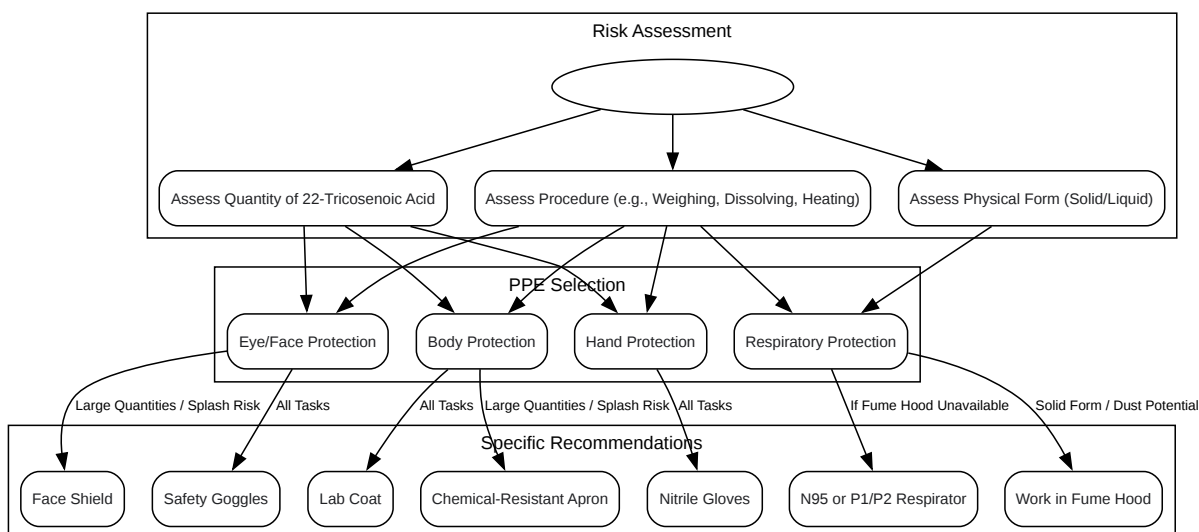 Risk Assessment
Assess Quantity of 22-Tricosenoic Acid
Assess Procedure (e.g., Weighing, Dissolving, Heating)
Assess Physical Form (Solid/Liquid)
PPE Selection
Eye/Face Protection
Body Protection
Hand Protection
Respiratory Protection
Large Quantities / Splash Risk
All Tasks
All Tasks
Large Quantities / Splash Risk
All Tasks
If Fume Hood Unavailable
Solid Form / Dust Potential
Specific Recommendations
Face Shield
Safety Goggles
Lab Coat
Chemical-Resistant Apron
Nitrile Gloves
N95 or P1/P2 Respirator
Work in Fume Hood